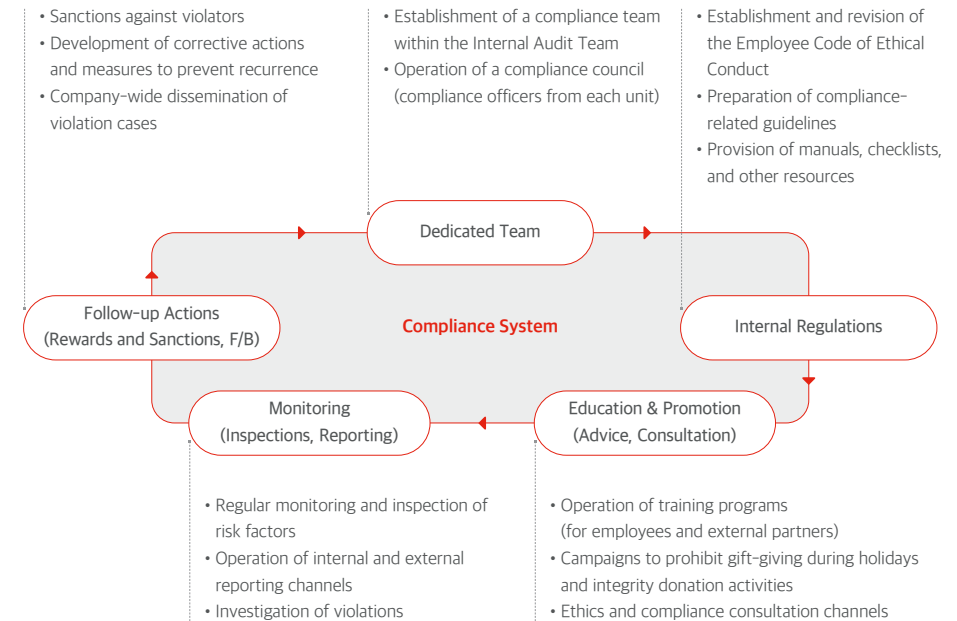 • Sanctions against violators
• Development of corrective actions
and measures to prevent recurrence
• Company-wide dissemination of
violation cases
• Establishment of a compliance team
within the Internal Audit Team
• Operation of a compliance council
(compliance officers from each unit)
• Establishment and revision of
the Employee Code of Ethical
Conduct
• Preparation of compliance-
related guidelines
• Provision of manuals, checklists,
and other resources
Dedicated Team
Follow-up Actions
(Rewards and Sanctions, F/B)
Compliance System
Internal Regulations
Monitoring
(Inspections, Reporting)
Education & Promotion
(Advice, Consultation)
• Regular monitoring and inspection of
risk factors
• Operation of internal and external
reporting channels
• Investigation of violations
• Operation of training programs
(for employees and external partners)
• Campaigns to prohibit gift-giving during holidays
and integrity donation activities
• Ethics and compliance consultation channels